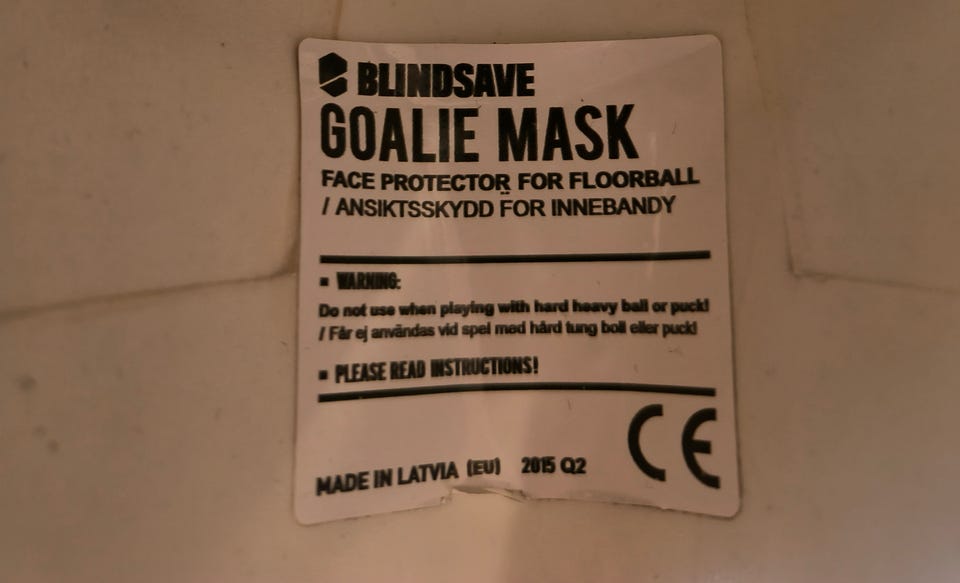 BLINDSAVE
GOALIE MASK
FACE PROTECTOR FOR FLOORBALL
/ ANSIKTSSKYDD FÖR INNEBANDY
▪ WARNING:
Do not use when playing with hard heavy ball or puck!
/ Får ej användas vid spel med hård tung boll eller puck!
▪ PLEASE READ INSTRUCTIONS!
CE
MADE IN LATVIA (EU) 2015 Q2